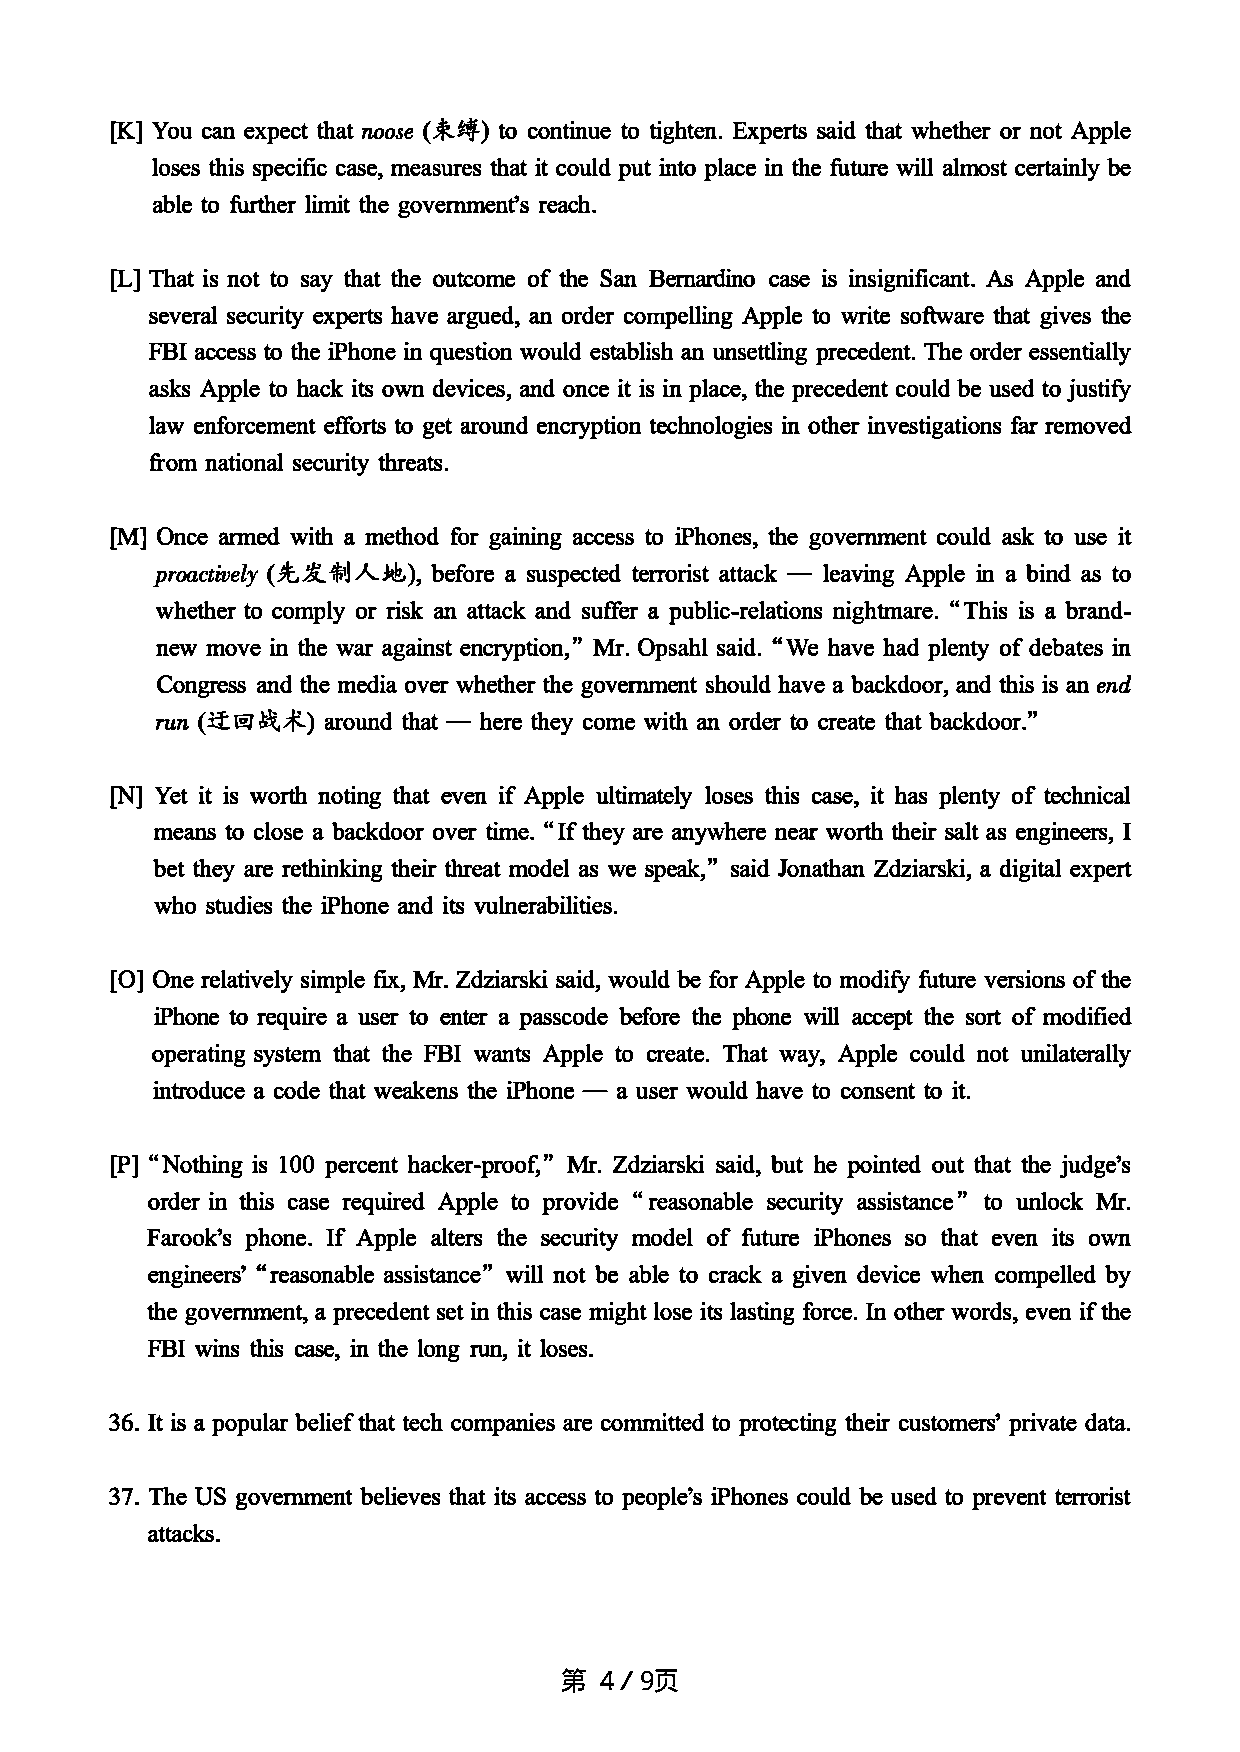 [K] You can expect that noose (束缚) to continue to tighten. Experts said that whether or not Apple
loses this specific case, measures that it could put into place in the future will almost certainly be
able to further limit the government’s reach.
[L] That is not to say that the outcome of the San Bernardino case is insignificant. As Apple and
several security experts have argued, an order compelling Apple to write software that gives the
FBI access to the iPhone in question would establish an unsettling precedent. The order essentially
asks Apple to hack its own devices, and once it is in place, the precedent could be used to justify
law enforcement efforts to get around encryption technologies in other investigations far removed
from national security threats.
[M] Once armed with a method for gaining access to iPhones, the government could ask to use it
proactively (先发制人地), before a suspected terrorist attack — leaving Apple in a bind as to
whether to comply or risk an attack and suffer a public-relations nightmare. “This is a brand-
new move in the war against encryption,” Mr. Opsahl said. “We have had plenty of debates in
Congress and the media over whether the government should have a backdoor, and this is an end
run (迂回战术) around that — here they come with an order to create that backdoor.”
[N] Yet it is worth noting that even if Apple ultimately loses this case, it has plenty of technical
means to close a backdoor over time. “If they are anywhere near worth their salt as engineers, I
bet they are rethinking their threat model as we speak,” said Jonathan Zdziarski, a digital expert
who studies the iPhone and its vulnerabilities.
[O] One relatively simple fix, Mr. Zdziarski said, would be for Apple to modify future versions of the
iPhone to require a user to enter a passcode before the phone will accept the sort of modified
operating system that the FBI wants Apple to create. That way, Apple could not unilaterally
introduce a code that weakens the iPhone — a user would have to consent to it.
[P] “Nothing is 100 percent hacker-proof,” Mr. Zdziarski said, but he pointed out that the judge’s
order in this case required Apple to provide “reasonable security assistance” to unlock Mr.
Farook’s phone. If Apple alters the security model of future iPhones so that even its own
engineers’ “reasonable assistance” will not be able to crack a given device when compelled by
the government, a precedent set in this case might lose its lasting force. In other words, even if the
FBI wins this case, in the long run, it loses.
36. It is a popular belief that tech companies are committed to protecting their customers’ private data.
37. The US government believes that its access to people’s iPhones could be used to prevent terrorist
attacks.
第 4 / 9页